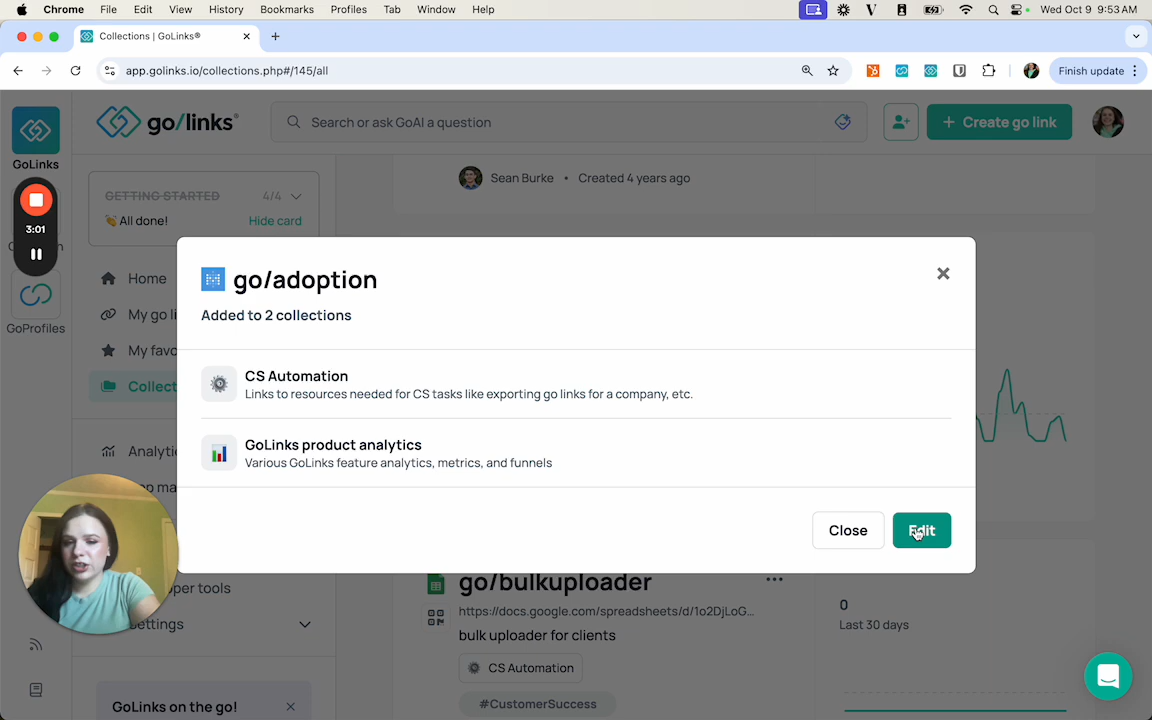 Chrome File Edit View History Bookmarks Profiles Tab Window Help Wed Oct 9 9:53 AM
Collections | GoLinks®
app.golinks.io/collections.php#/145/all
Finish update
GoLinks
go/links®
Search or ask GoAI a question
+ Create go link
3:01
GoProfiles
GETTING STARTED 4/4
All done! Hide card
Home
My go li
My favo
Collect
Analyti
op ma
per tools
ettings
GoLinks on the go!
Sean Burke • Created 4 years ago
go/adoption
Added to 2 collections
CS Automation
Links to resources needed for CS tasks like exporting go links for a company, etc.
GoLinks product analytics
Various GoLinks feature analytics, metrics, and funnels
Close
Edit
go/bulkuploader
https://docs.google.com/spreadsheets/d/1o2DjLoG...
bulk uploader for clients
CS Automation
#CustomerSuccess
0
Last 30 days